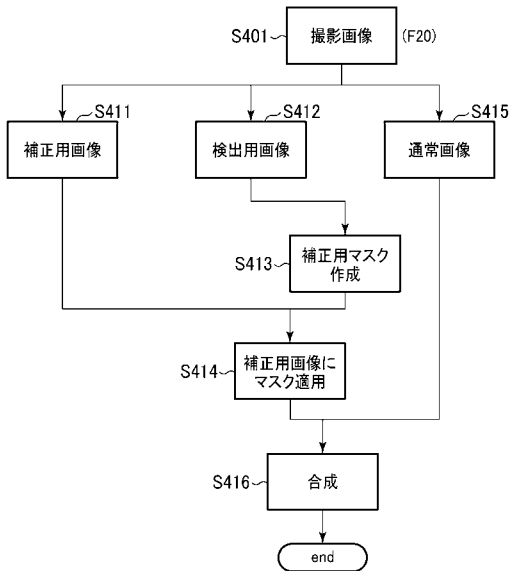 S401
撮影画像
(F20)
S411
補正用画像
S412
検出用画像
S415
通常画像
S413
補正用マスク
作成
S414
補正用画像に
マスク適用
S416
合成
end